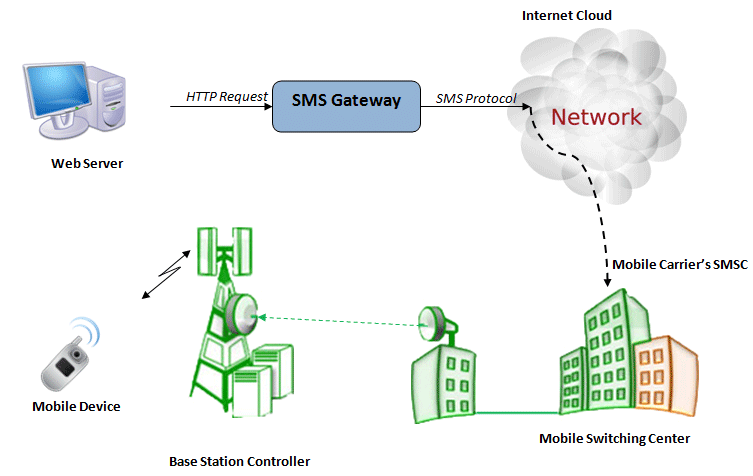 Internet Cloud
HTTP Request
SMS Gateway
SMS Protocol
Network
Web Server
Mobile Carrier's SMSC
Mobile Device
Mobile Switching Center
Base Station Controller